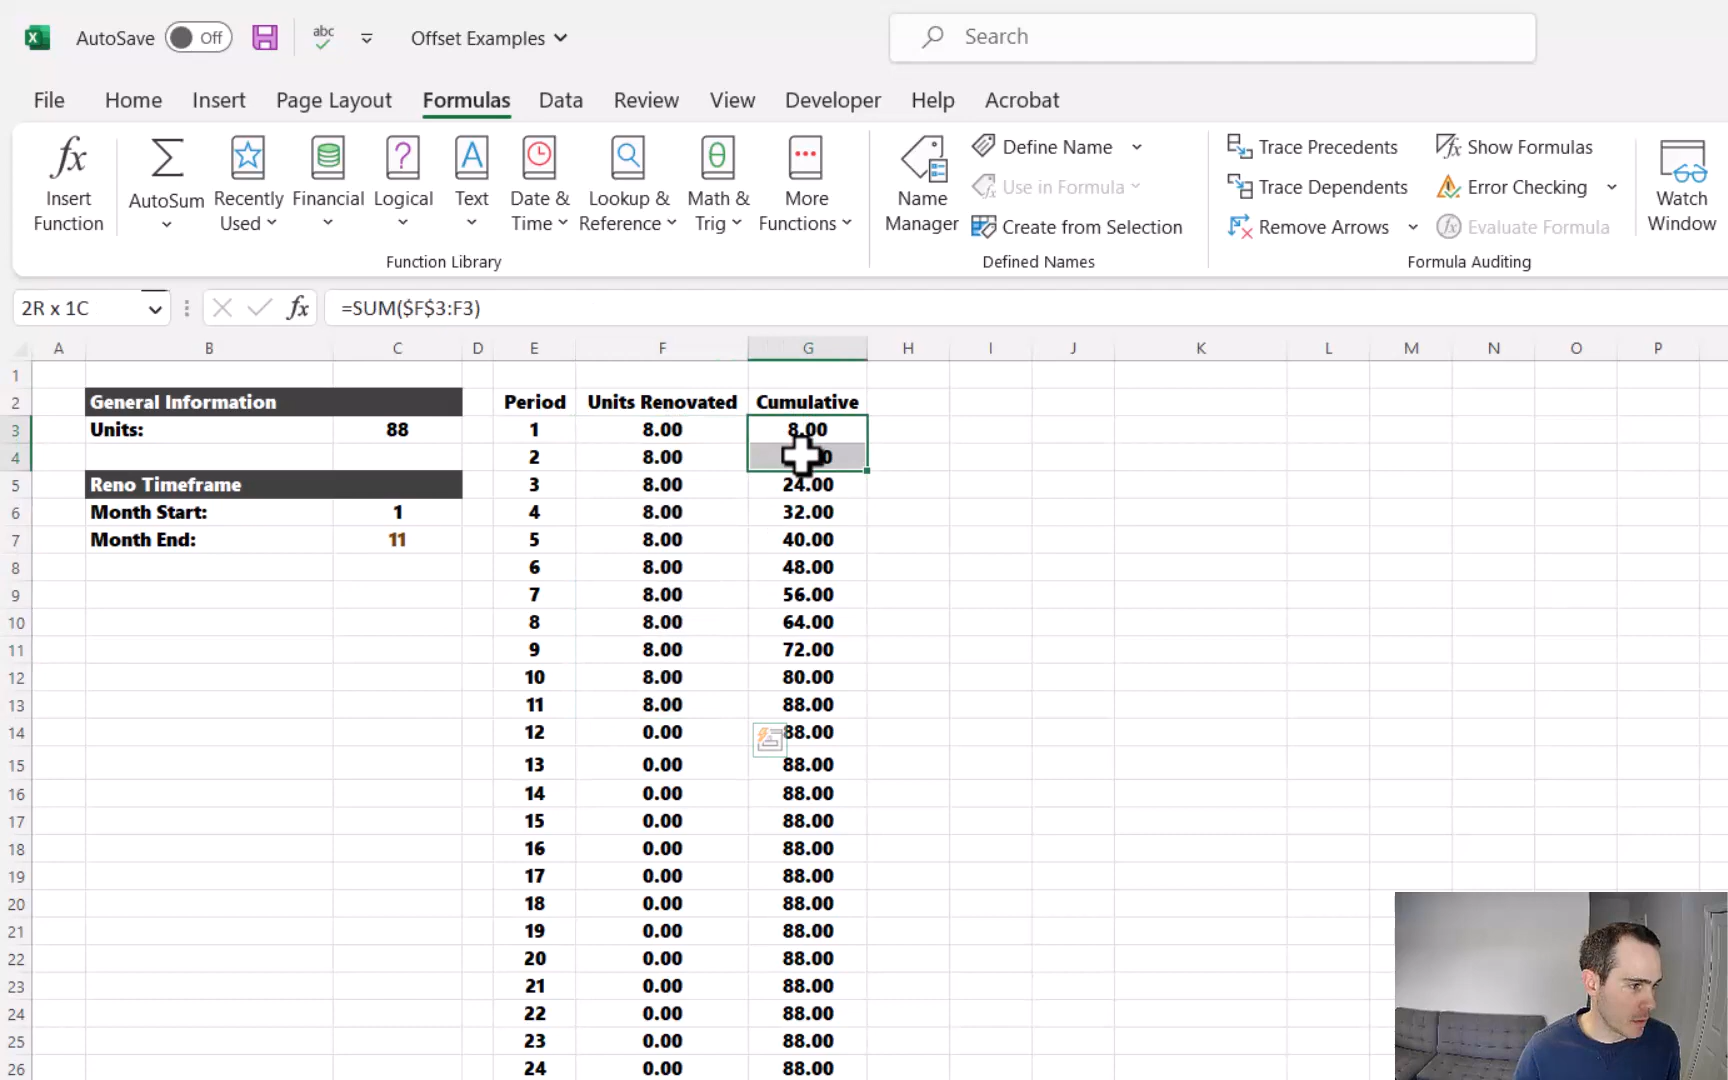 AutoSave Off abc Offset Examples Search
File Home Insert Page Layout Formulas Data Review View Developer Help Acrobat
Insert Function
AutoSum
Recently Used
Financial
Logical
Text
Date & Time
Lookup & Reference
Math & Trig
More Functions
Function Library
Name Manager
Define Name
Use in Formula
Create from Selection
Defined Names
Trace Precedents
Trace Dependents
Remove Arrows
Show Formulas
Error Checking
Evaluate Formula
Formula Auditing
Watch Window
2R x 1C fx =SUM($F$3:F3)
A B C D E F G H I J K L M N O P
1
2 General Information Period Units Renovated Cumulative
3 Units: 88 1 8.00 8.00
4 2 8.00
5 Reno Timeframe 3 8.00 24.00
6 Month Start: 1 4 8.00 32.00
7 Month End: 11 5 8.00 40.00
8 6 8.00 48.00
9 7 8.00 56.00
10 8 8.00 64.00
11 9 8.00 72.00
12 10 8.00 80.00
13 11 8.00 88.00
14 12 0.00 88.00
15 13 0.00 88.00
16 14 0.00 88.00
17 15 0.00 88.00
18 16 0.00 88.00
19 17 0.00 88.00
20 18 0.00 88.00
21 19 0.00 88.00
22 20 0.00 88.00
23 21 0.00 88.00
24 22 0.00 88.00
25 23 0.00 88.00
26 24 0.00 88.00